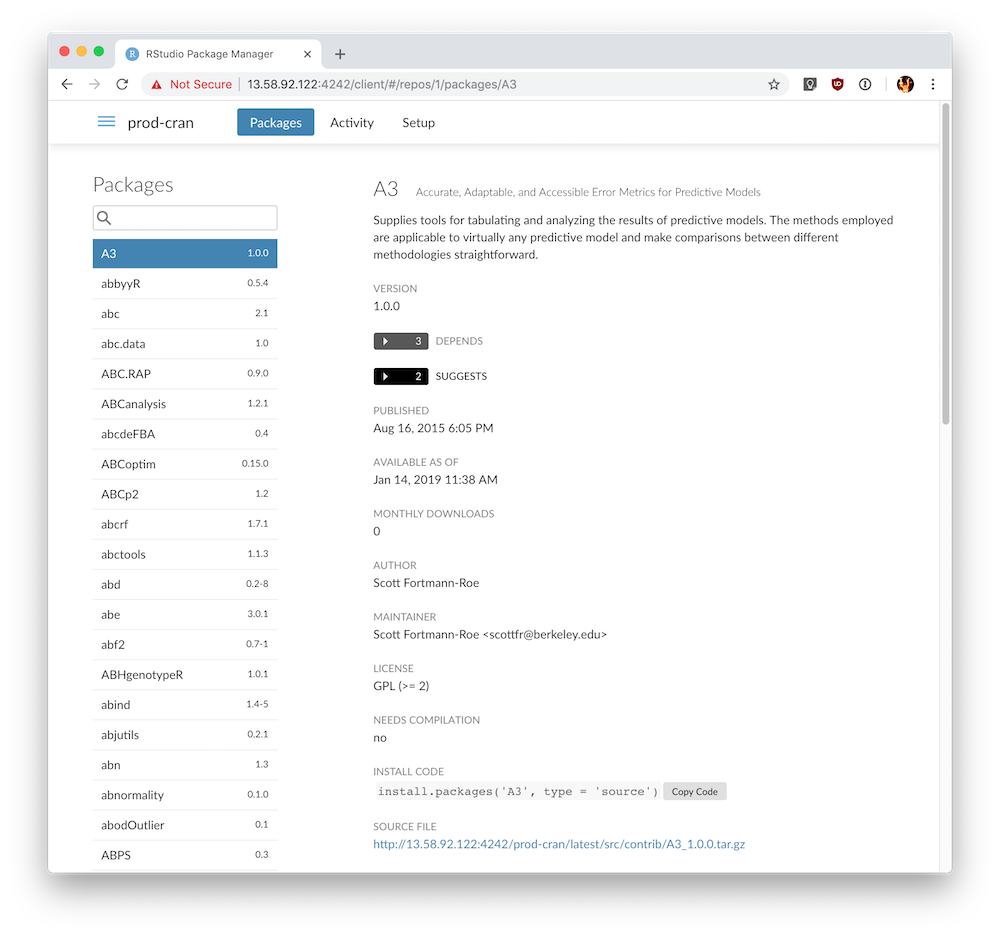 RStudio Package Manager
Not Secure
13.58.92.122:4242/client/#/repos/1/packages/A3
prod-cran
Packages
Activity
Setup
Packages
A3 1.0.0
abbyyR 0.5.4
abc 2.1
abc.data 1.0
ABC.RAP 0.9.0
ABCanalysis 1.2.1
abcdeFBA 0.4
ABCoptim 0.15.0
ABCp2 1.2
abcrf 1.7.1
abctools 1.1.3
abd 0.2-8
abe 3.0.1
abf2 0.7-1
ABHgenotypeR 1.0.1
abind 1.4-5
abjutils 0.2.1
abn 1.3
abnormality 0.1.0
abodOutlier 0.1
ABPS 0.3
A3 Accurate, Adaptable, and Accessible Error Metrics for Predictive Models
Supplies tools for tabulating and analyzing the results of predictive models. The methods employed
are applicable to virtually any predictive model and make comparisons between different
methodologies straightforward.
VERSION
1.0.0
3 DEPENDS
2 SUGGESTS
PUBLISHED
Aug 16, 2015 6:05 PM
AVAILABLE AS OF
Jan 14, 2019 11:38 AM
MONTHLY DOWNLOADS
0
AUTHOR
Scott Fortmann-Roe
MAINTAINER
Scott Fortmann-Roe <scottfr@berkeley.edu>
LICENSE
GPL (>= 2)
NEEDS COMPILATION
no
INSTALL CODE
install.packages('A3', type = 'source') Copy Code
SOURCE FILE
http://13.58.92.122:4242/prod-cran/latest/src/contrib/A3_1.0.0.tar.gz